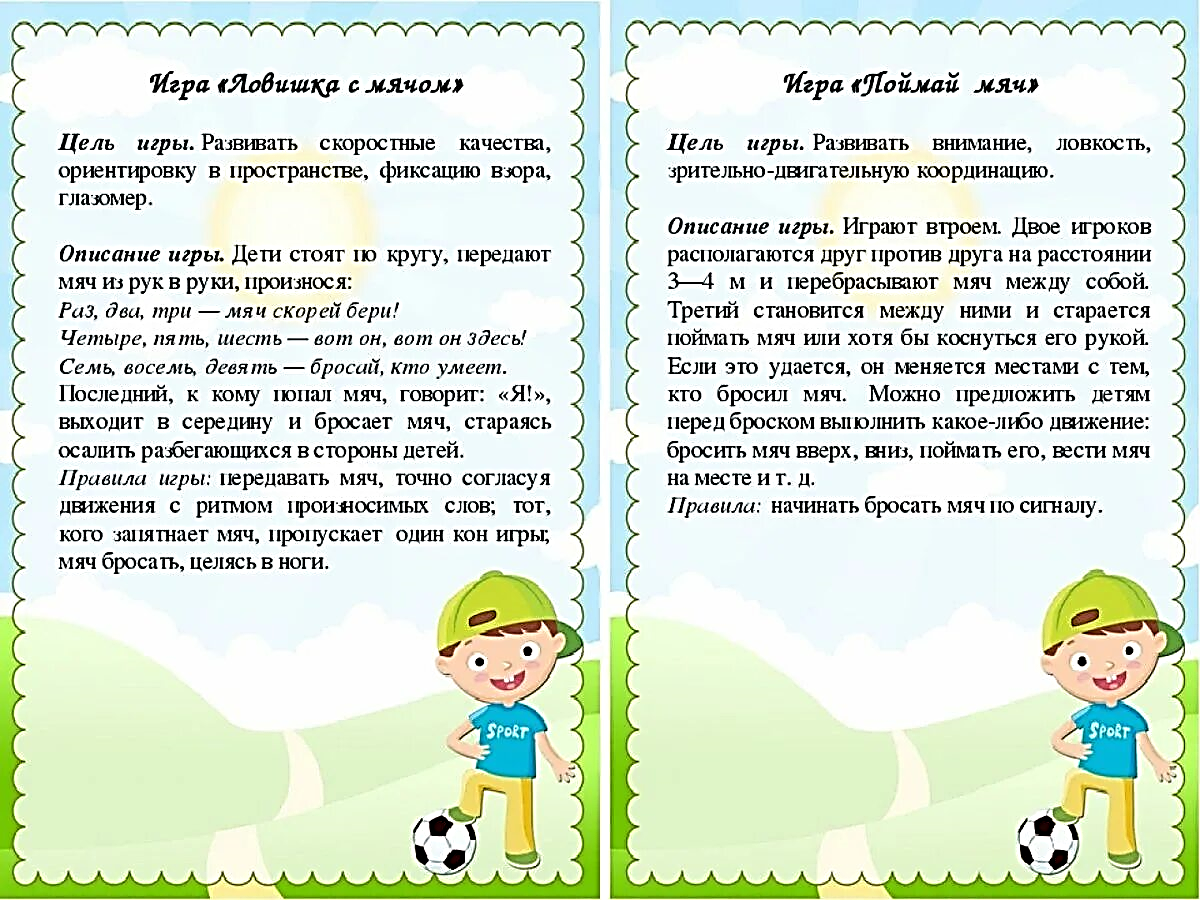 Игра «Ловишка с мячом»
Цель игры. Развивать скоростные качества,
ориентировку в пространстве, фиксацию взора,
глазомер.
Описание игры. Дети стоят по кругу, передают
мяч из рук в руки, произнося:
Раз, два, три — мяч скорей бери!
Четыре, пять, шесть — вот он, вот он здесь!
Семь, восемь, девять — бросай, кто умеет.
Последний, к кому попал мяч, говорит: «Я!»,
выходит в середину и бросает мяч, стараясь
осалить разбегающихся в стороны детей.
Правила игры: передавать мяч, точно согласуя
движения с ритмом произносимых слов; тот,
кого запятнает мяч, пропускает один кон игры;
мяч бросать, целясь в ноги.
SPORT
Игра «Поймай мяч»
Цель игры. Развивать внимание, ловкость,
зрительно-двигательную координацию.
Описание игры. Играют втроем. Двое игроков
располагаются друг против друга на расстоянии
3—4 м и перебрасывают мяч между собой.
Третий становится между ними и старается
поймать мяч или хотя бы коснуться его рукой.
Если это удается, он меняется местами с тем,
кто бросил мяч. Можно предложить детям
перед броском выполнить какое-либо движение:
бросить мяч вверх, вниз, поймать его, вести мяч
на месте и т. д.
Правила: начинать бросать мяч по сигналу.
SPORT